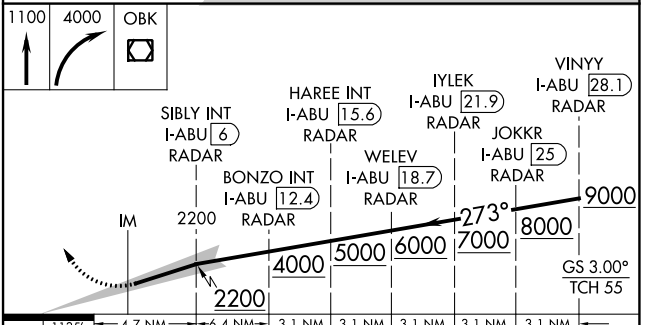 1100 4000 OBK
VINYY
I-ABU 28.1
RADAR
IYLEK
I-ABU 21.9
RADAR
HAREE INT
I-ABU 15.6
RADAR
SIBLY INT
I-ABU 6
RADAR
JOKKR
I-ABU 25
RADAR
WELEV
I-ABU 18.7
RADAR
BONZO INT
I-ABU 12.4
RADAR
IM
2200
273°
9000
8000
7000
6000
5000
4000
2200
GS 3.00°
TCH 55
4.7 NM 6.4 NM 3.1 NM 3.1 NM 3.1 NM 3.1 NM 3.1 NM